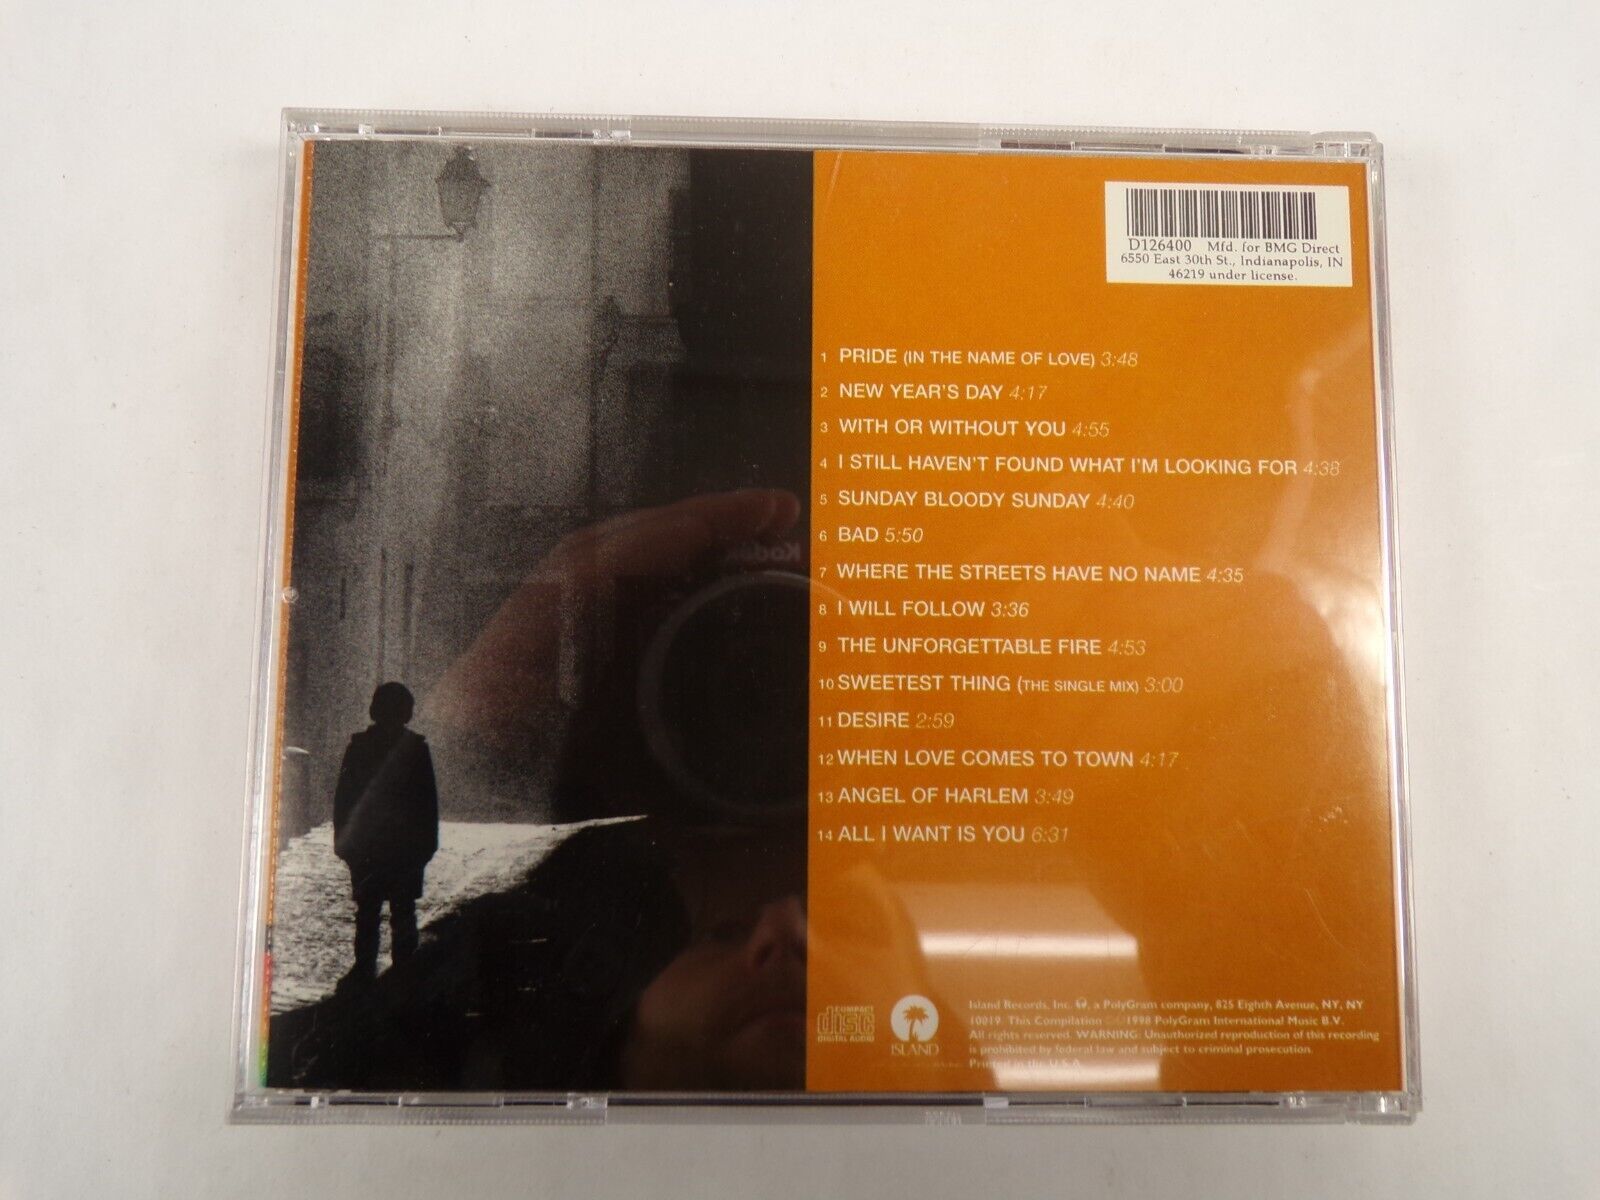 D126400 Mfd. for BMG Direct
6550 East 30th St., Indianapolis, IN
46219 under license.
1 PRIDE (IN THE NAME OF LOVE) 3:48
2 NEW YEAR'S DAY 4:17
3 WITH OR WITHOUT YOU 4:55
4 I STILL HAVEN'T FOUND WHAT I'M LOOKING FOR 4:38
5 SUNDAY BLOODY SUNDAY 4:40
6 BAD 5:50
7 WHERE THE STREETS HAVE NO NAME 4:35
8 I WILL FOLLOW 3:36
9 THE UNFORGETTABLE FIRE 4:53
10 SWEETEST THING (THE SINGLE MIX) 3:00
11 DESIRE 2:59
12 WHEN LOVE COMES TO TOWN 4:17
13 ANGEL OF HARLEM 3:49
14 ALL I WANT IS YOU 6:31
COMPACT
disc
DIGITAL AUDIO
ISLAND
Island Records, Inc. a PolyGram company, 825 Eighth Avenue, NY, NY
10019. This Compilation 1998 PolyGram International Music B.V.
All rights reserved. WARNING: Unauthorized reproduction of this recording
is prohibited by federal law and subject to criminal prosecution.
Printed in the U.S.A.